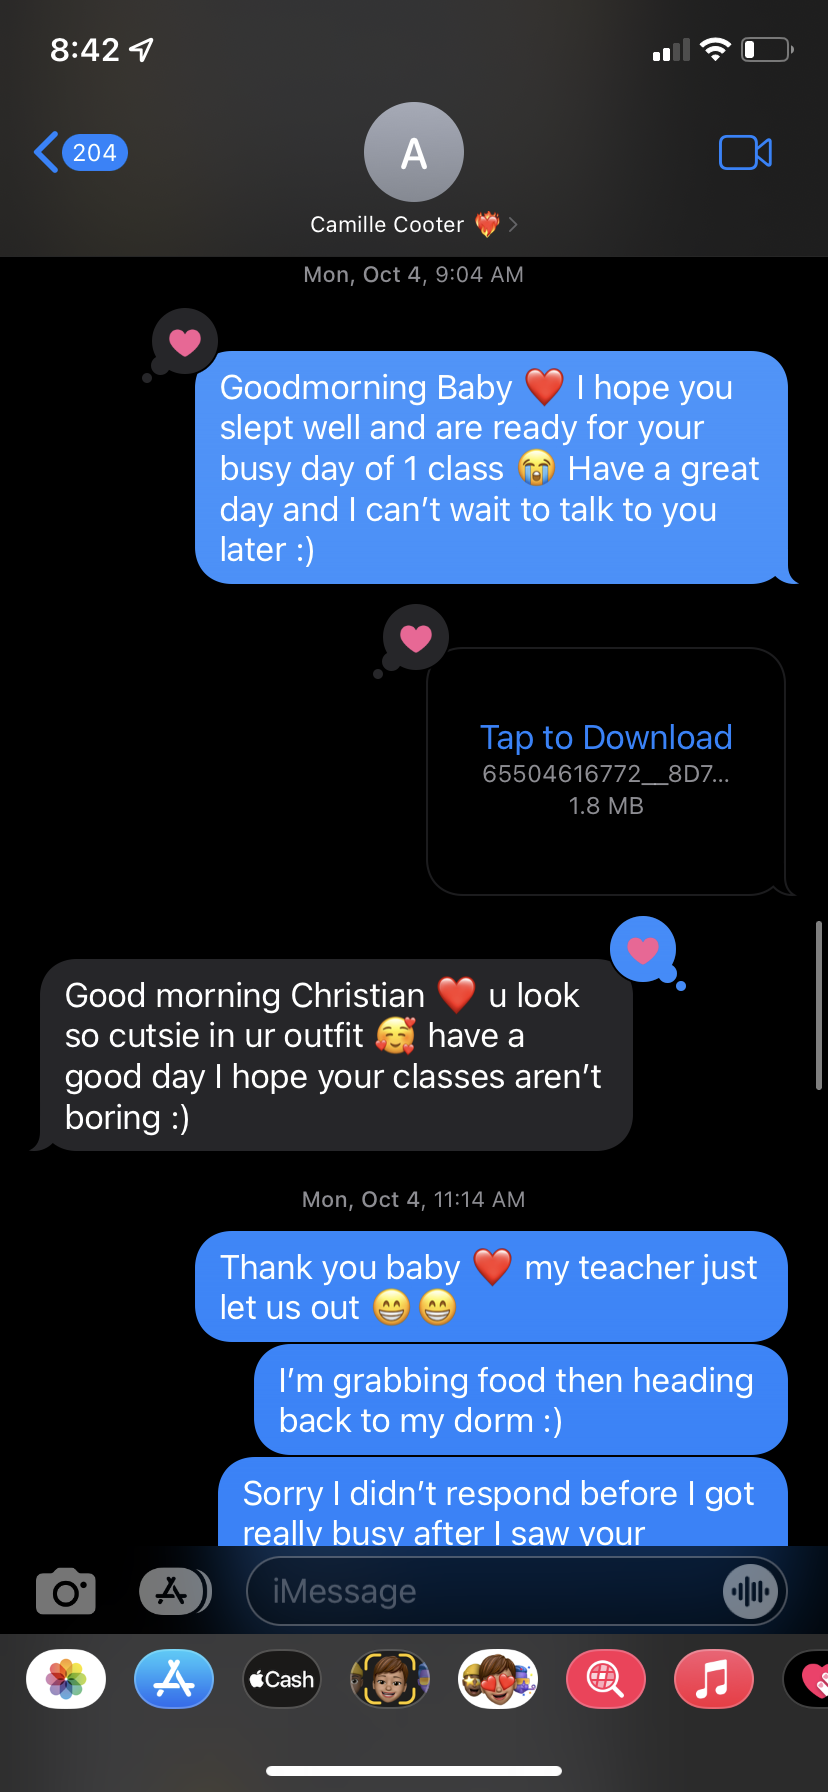 8:42
204
A
Camille Cooter ❤️‍🔥
Mon, Oct 4, 9:04 AM
Goodmorning Baby ❤️ I hope you
slept well and are ready for your
busy day of 1 class 😭 Have a great
day and I can’t wait to talk to you
later :)
Tap to Download
65504616772__8D7...
1.8 MB
Good morning Christian ❤️ u look
so cutsie in ur outfit 🥰 have a
good day I hope your classes aren’t
boring :)
Mon, Oct 4, 11:14 AM
Thank you baby ❤️ my teacher just
let us out 😁😁
I’m grabbing food then heading
back to my dorm :)
Sorry I didn’t respond before I got
really busy after I saw your
iMessage
Cash